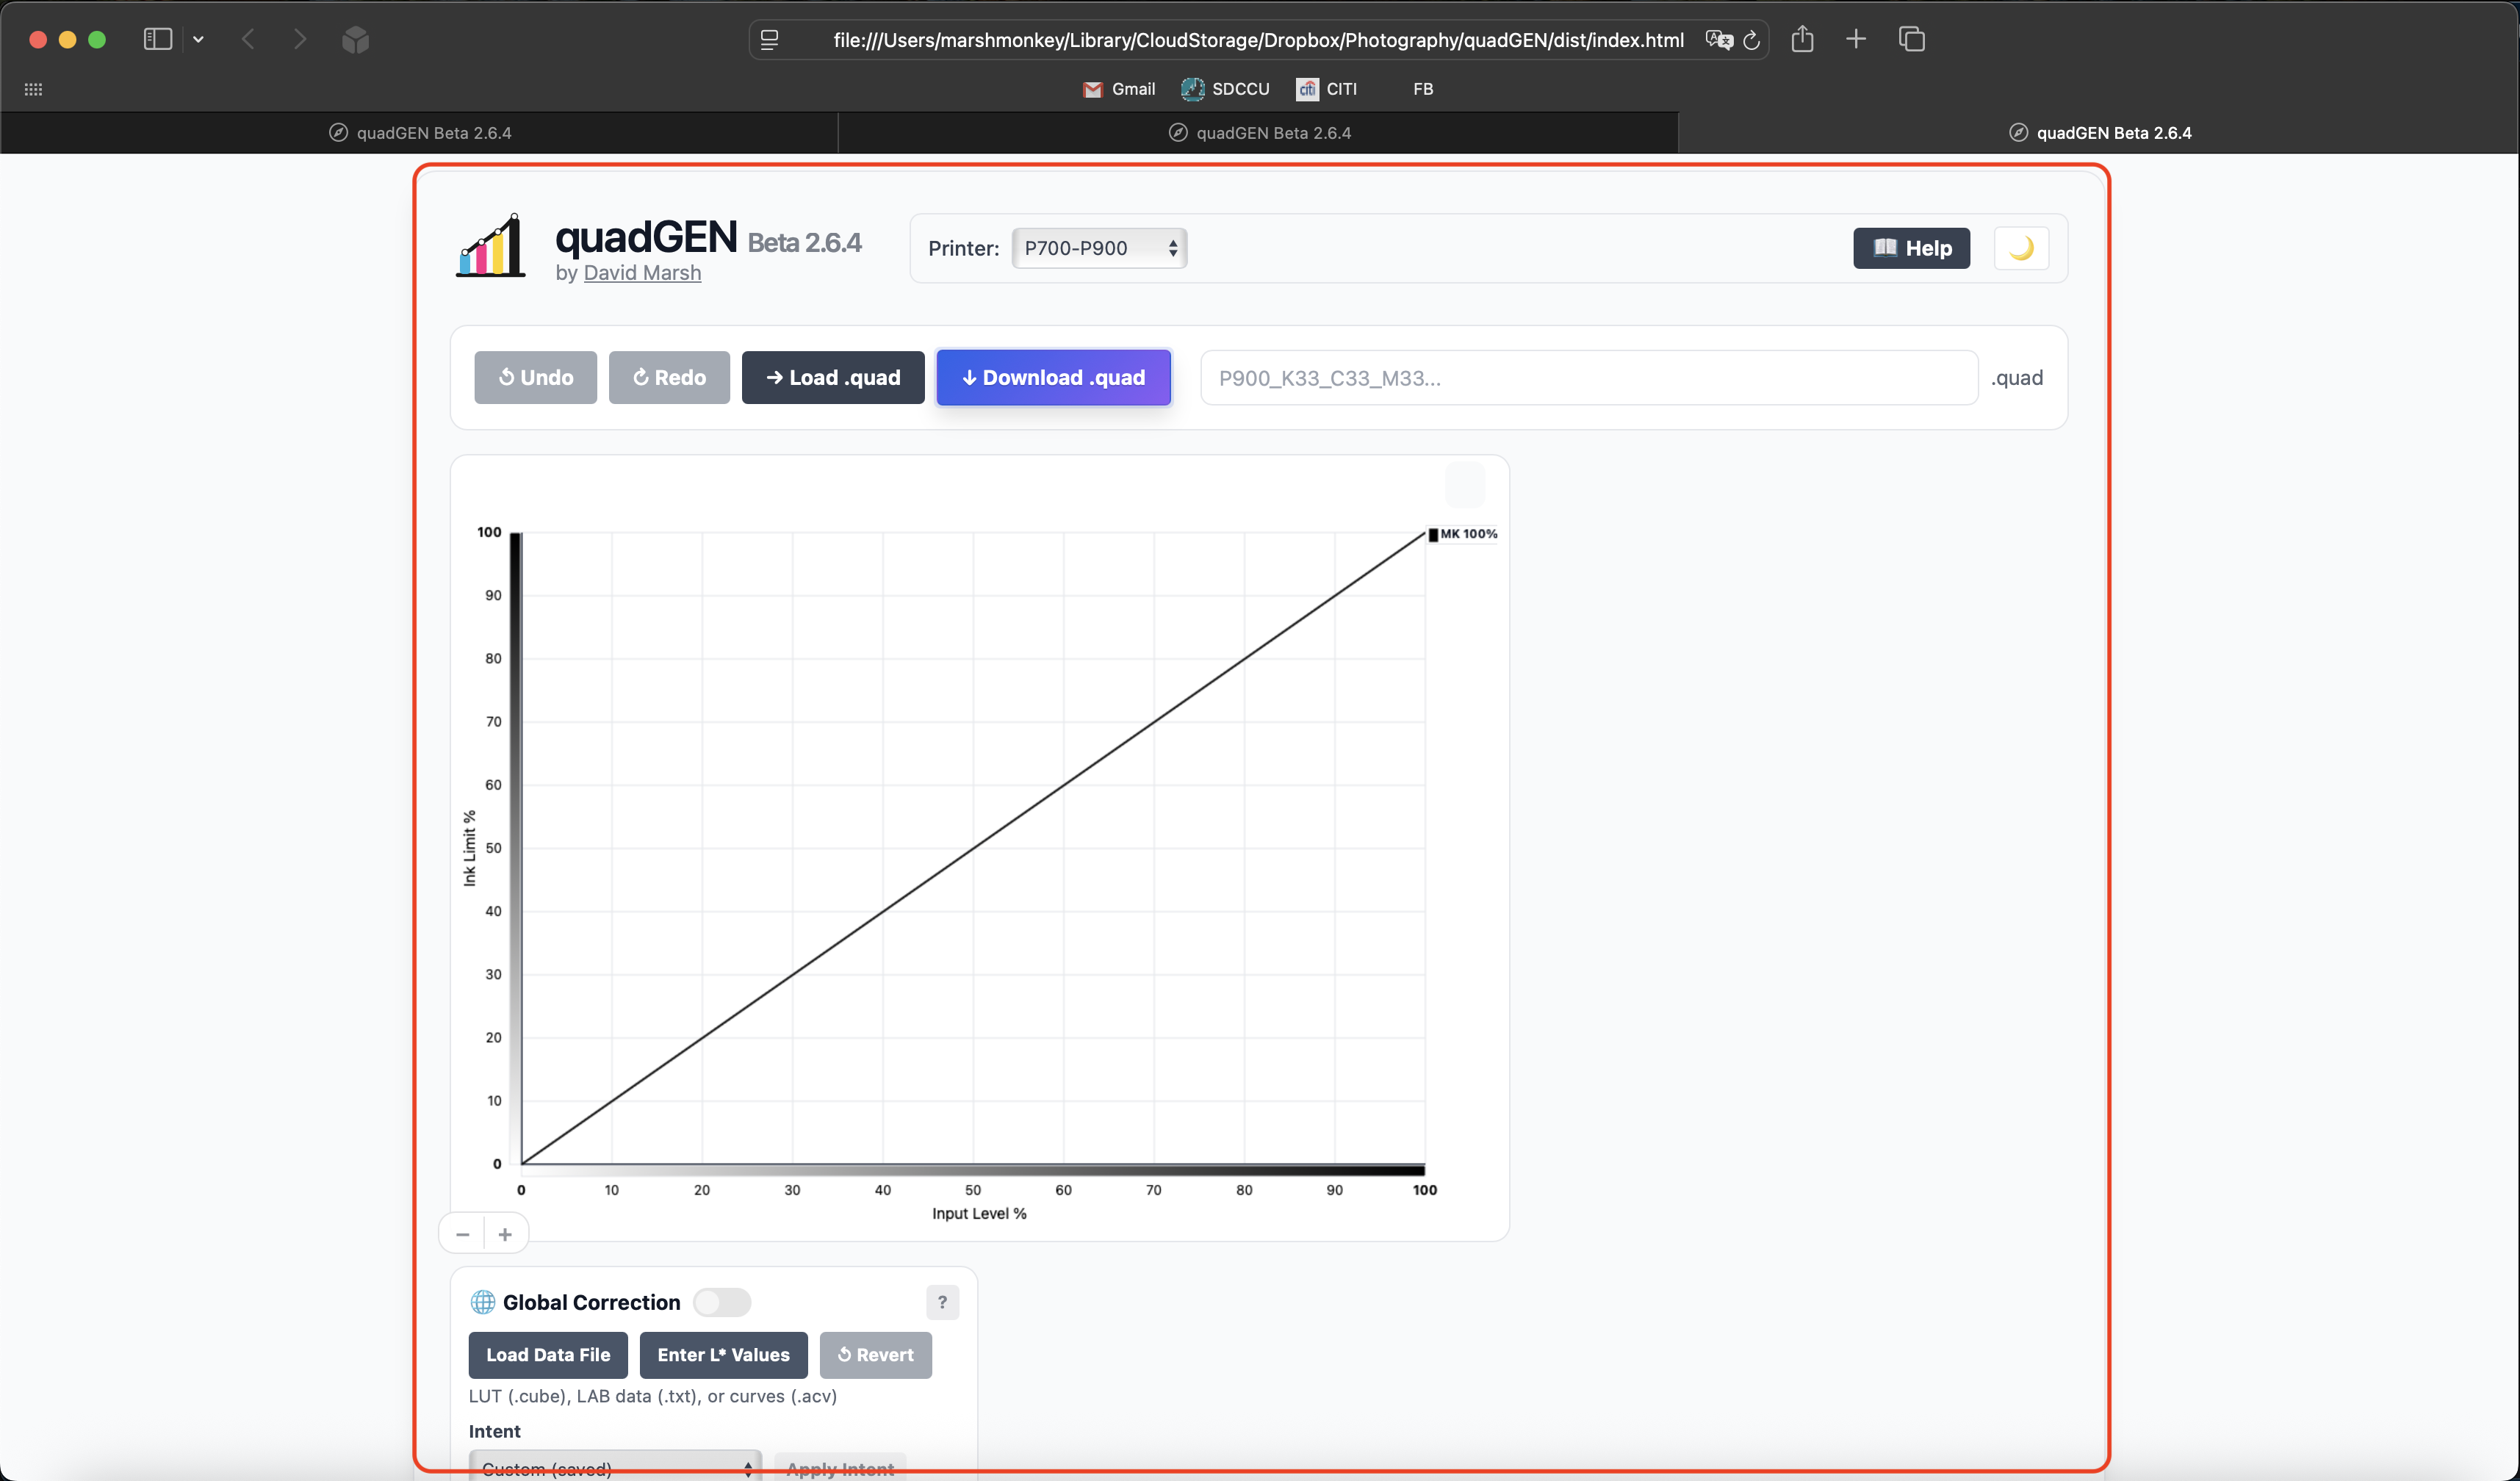 file:///Users/marshmonkey/Library/CloudStorage/Dropbox/Photography/quadGEN/dist/index.html
Gmail SDCCU citi CITI FB
quadGEN Beta 2.6.4 quadGEN Beta 2.6.4 quadGEN Beta 2.6.4
quadGEN Beta 2.6.4
by David Marsh
Printer: P700-P900
Help
Undo Redo → Load .quad ↓ Download .quad P900_K33_C33_M33... .quad
MK 100%
100
90
80
70
60
50
40
30
20
10
0
Ink Limit %
0 10 20 30 40 50 60 70 80 90 100
Input Level %
− +
Global Correction ?
Load Data File Enter L* Values Revert
LUT (.cube), LAB data (.txt), or curves (.acv)
Intent
Custom (saved) Apply Intent